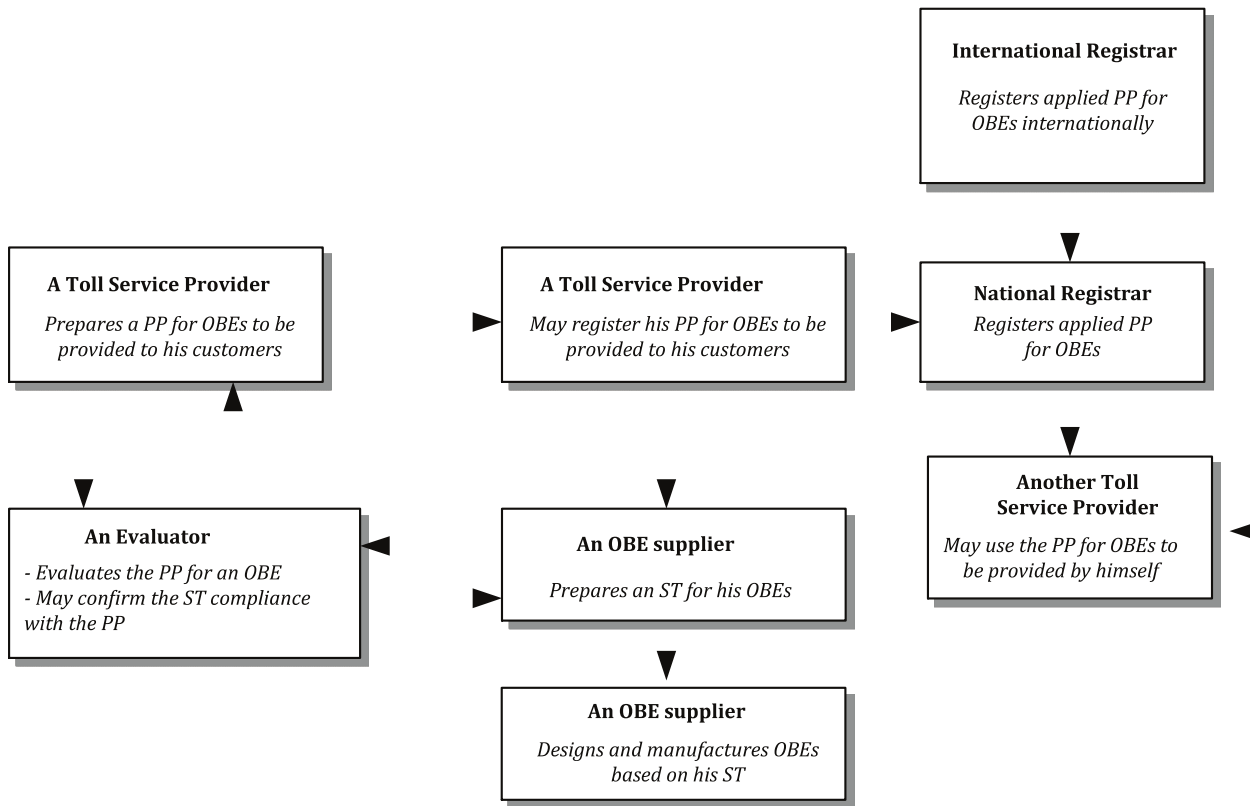 International Registrar
Registers applied PP for
OBEs internationally
A Toll Service Provider
Prepares a PP for OBEs to be
provided to his customers
A Toll Service Provider
May register his PP for OBEs to be
provided to his customers
National Registrar
Registers applied PP
for OBEs
An Evaluator
- Evaluates the PP for an OBE
- May confirm the ST compliance
with the PP
An OBE supplier
Prepares an ST for his OBEs
Another Toll
Service Provider
May use the PP for OBEs to
be provided by himself
An OBE supplier
Designs and manufactures OBEs
based on his ST